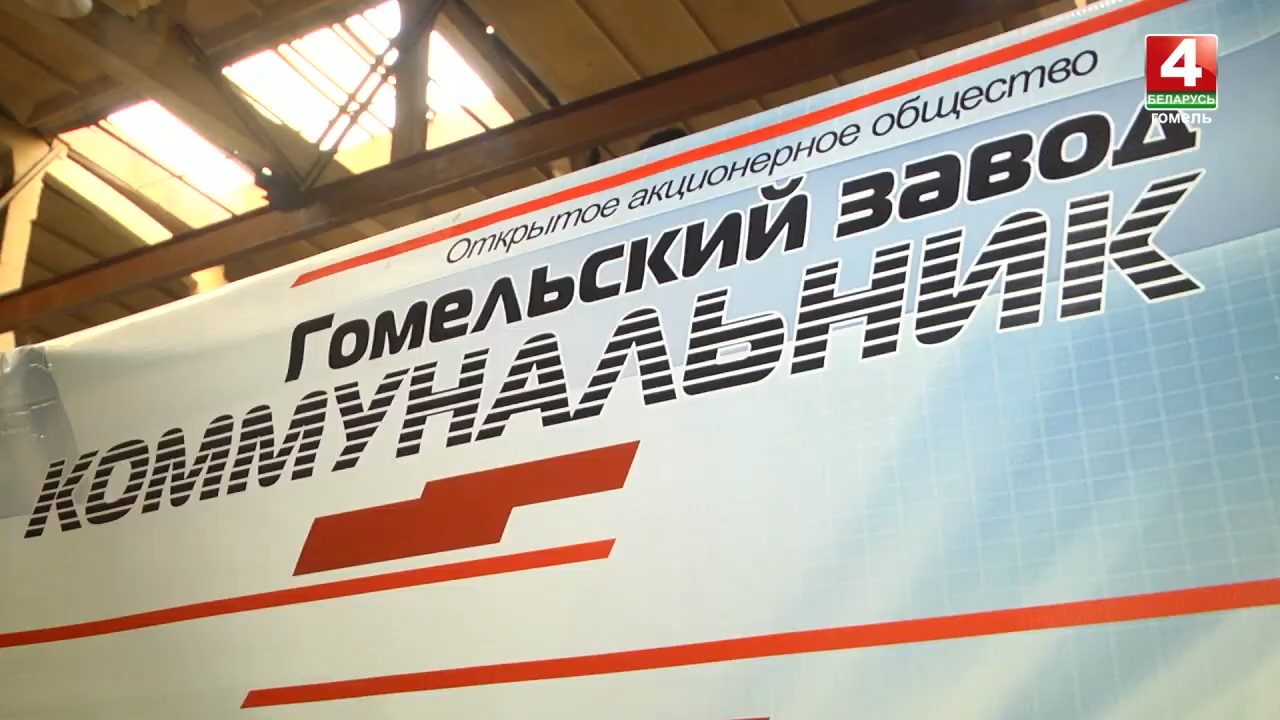 Открытое акционерное общество
Гомельский завод
КОММУНАЛЬНИК
4
БЕЛАРУСЬ
ГОМЕЛЬ